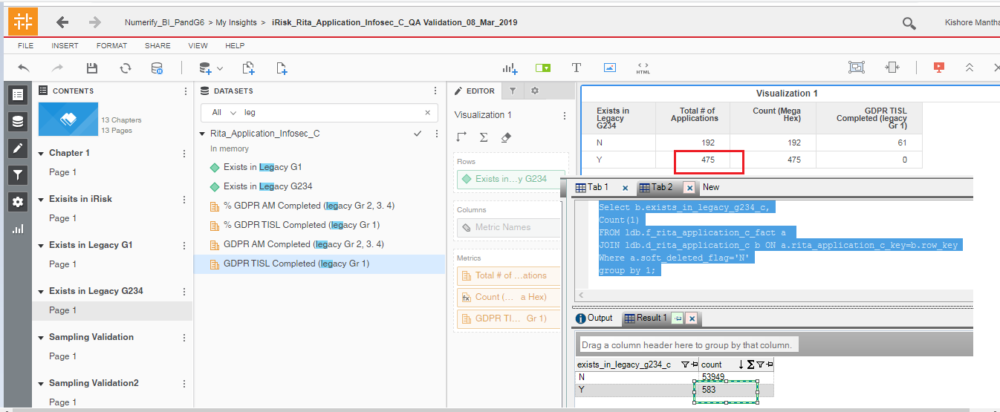 Numerify_BI_PandG6 > My Insights > iRisk_Rita_Application_Infosec_C_QA Validation_08_Mar_2019
Kishore Mantha
FILE INSERT FORMAT SHARE VIEW HELP
T
HTML
CONTENTS
13 Chapters
13 Pages
Chapter 1
Page 1
Exisits in iRisk
Page 1
Exists in Legacy G1
Page 1
Exists in Legacy G234
Page 1
Sampling Validation
Page 1
Sampling Validation2
Page 1
DATASETS
All leg
Rita_Application_Infosec_C
In memory
Exists in Legacy G1
Exists in Legacy G234
% GDPR AM Completed (legacy Gr 2, 3. 4)
% GDPR TISL Completed (legacy Gr 1)
GDPR AM Completed (legacy Gr 2, 3. 4)
GDPR TISL Completed (legacy Gr 1)
EDITOR
Visualization 1
Rows
Exists in...y G234
Columns
Metric Names
Metrics
Total # of ...ations
Count (... a Hex)
GDPR TI... Gr 1)
Visualization 1
Exists in Legacy G234 Total # of Applications Count (Mega Hex) GDPR TISL Completed (legacy Gr 1)
N 192 192 61
Y 475 475 0
Tab 1 Tab 2 New
Select b.exists_in_legacy_g234_c,
Count(1)
FROM ldb.f_rita_application_c_fact a
JOIN ldb.d_rita_application_c b ON a.rita_application_c_key=b.row_key
Where a.soft_deleted_flag='N'
group by 1;
Output Result 1
Drag a column header here to group by that column.
exists_in_legacy_g234_c count
N 53949
Y 583